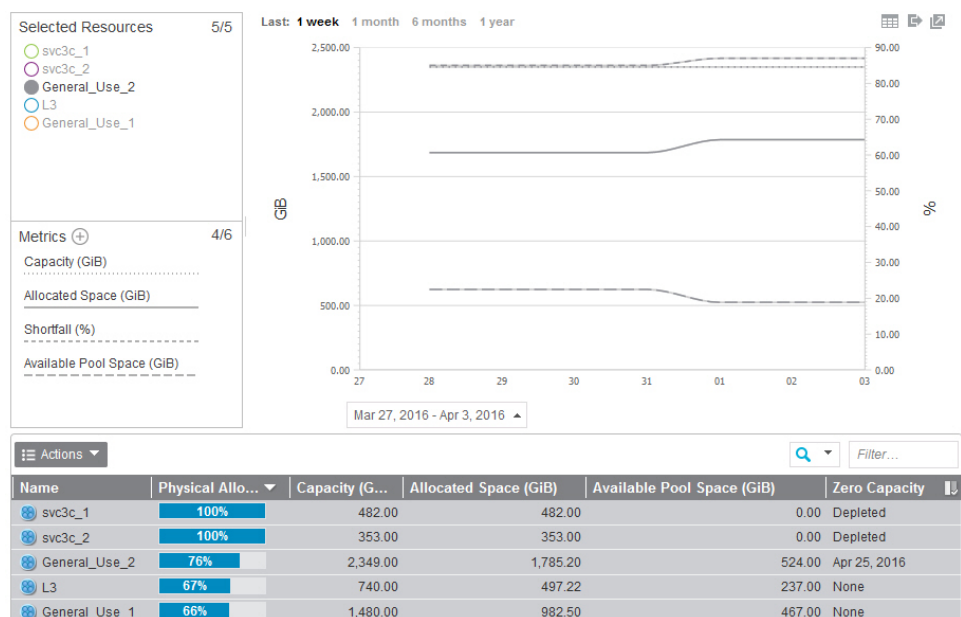 Selected Resources 5/5
svc3c_1
svc3c_2
General_Use_2
L3
General_Use_1
Metrics 4/6
Capacity (GiB)
Allocated Space (GiB)
Shortfall (%)
Available Pool Space (GiB)
Last: 1 week 1 month 6 months 1 year
2,500.00
2,000.00
1,500.00
1,000.00
500.00
0.00
GiB
90.00
80.00
70.00
60.00
50.00
40.00
30.00
20.00
10.00
0.00
%
27 28 29 30 31 01 02 03
Mar 27, 2016 - Apr 3, 2016
Actions
Filter...
Name Physical Allo... Capacity (G... Allocated Space (GiB) Available Pool Space (GiB) Zero Capacity
svc3c_1 100% 482.00 482.00 0.00 Depleted
svc3c_2 100% 353.00 353.00 0.00 Depleted
General_Use_2 76% 2,349.00 1,785.20 524.00 Apr 25, 2016
L3 67% 740.00 497.22 237.00 None
General_Use_1 66% 1,480.00 982.50 467.00 None